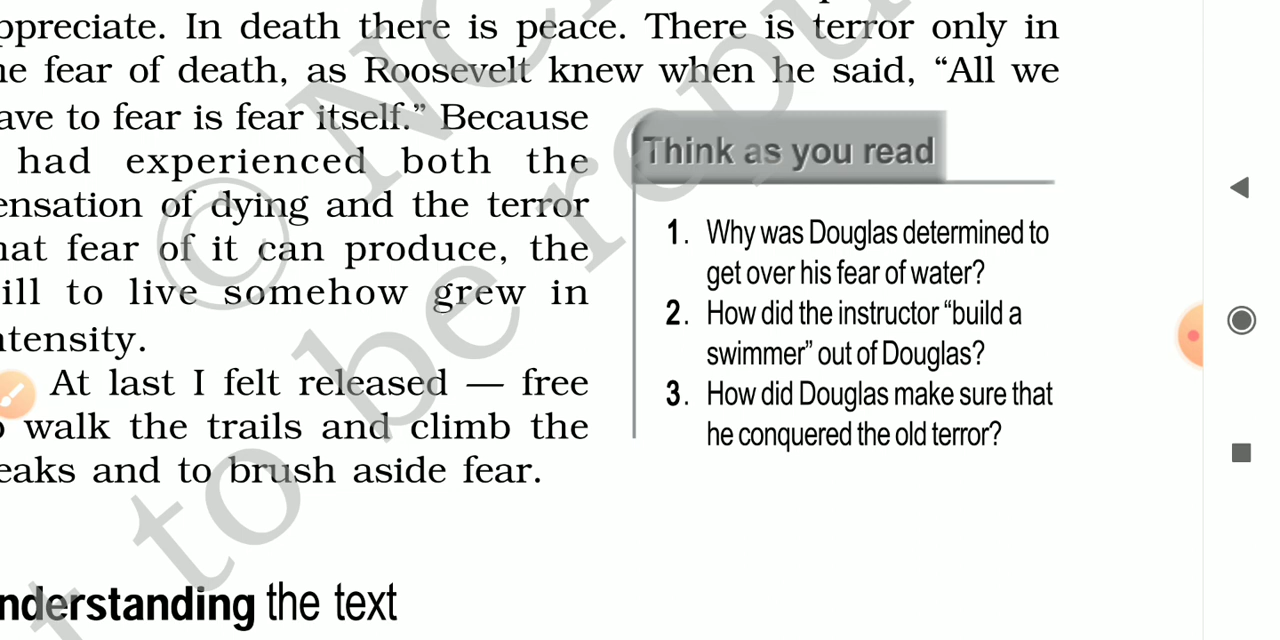 ppreciate. In death there is peace. There is terror only in
e fear of death, as Roosevelt knew when he said, “All we
ave to fear is fear itself.” Because
had experienced both the
ensation of dying and the terror
hat fear of it can produce, the
ill to live somehow grew in
ntensity.
At last I felt released — free
walk the trails and climb the
eaks and to brush aside fear.
Think as you read
1. Why was Douglas determined to
get over his fear of water?
2. How did the instructor “build a
swimmer” out of Douglas?
3. How did Douglas make sure that
he conquered the old terror?
nderstanding the text
© NC
to be repu